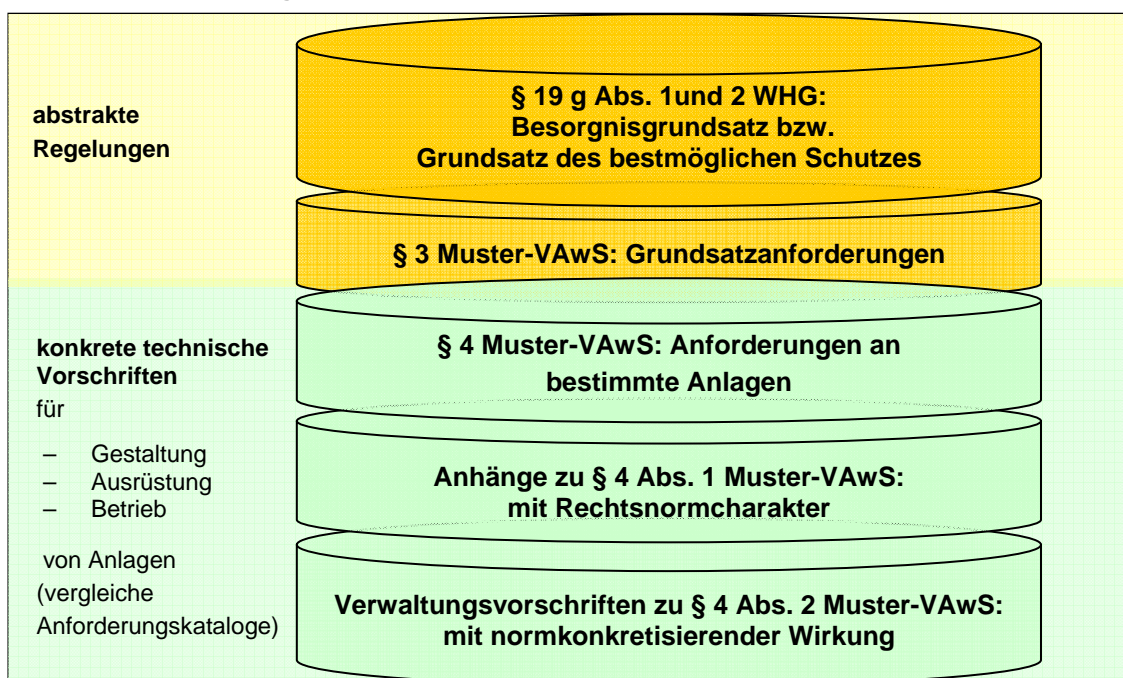 abstrakte
Regelungen
§ 19 g Abs. 1und 2 WHG:
Besorgnisgrundsatz bzw.
Grundsatz des bestmöglichen Schutzes
§ 3 Muster-VAwS: Grundsatzanforderungen
konkrete technische
Vorschriften
für
– Gestaltung
– Ausrüstung
– Betrieb
von Anlagen
(vergleiche
Anforderungskataloge)
§ 4 Muster-VAwS: Anforderungen an
bestimmte Anlagen
Anhänge zu § 4 Abs. 1 Muster-VAwS:
mit Rechtsnormcharakter
Verwaltungsvorschriften zu § 4 Abs. 2 Muster-VAwS:
mit normkonkretisierender Wirkung